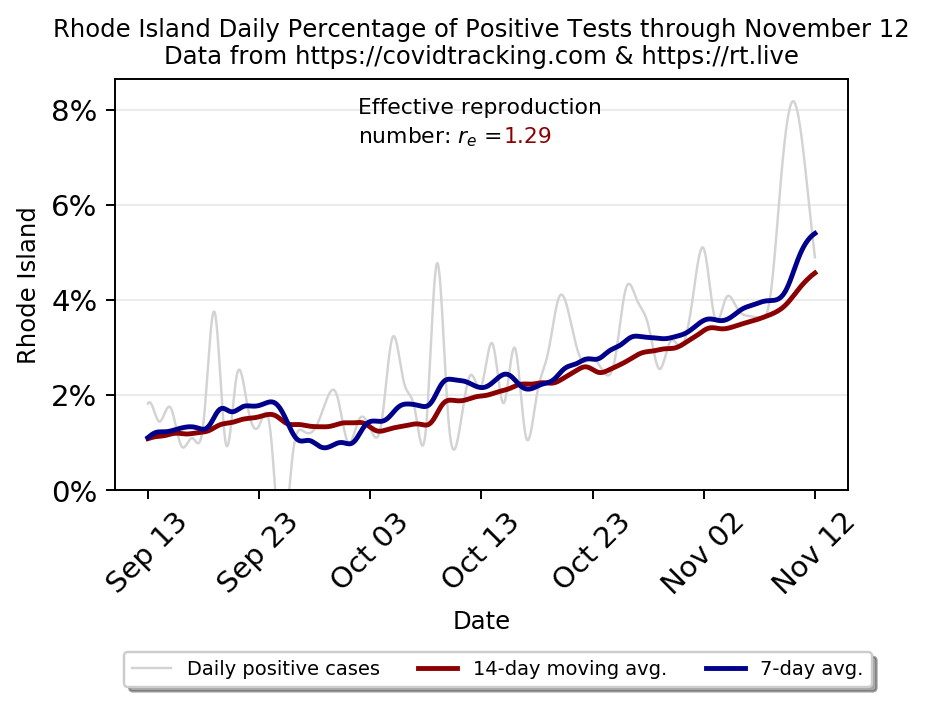 Rhode Island Daily Percentage of Positive Tests through November 12
Data from https://covidtracking.com & https://rt.live
Effective reproduction
number: rₑ =1.29
Rhode Island
8%
6%
4%
2%
0%
Sep 13
Sep 23
Oct 03
Oct 13
Oct 23
Nov 02
Nov 12
Date
Daily positive cases
14-day moving avg.
7-day avg.